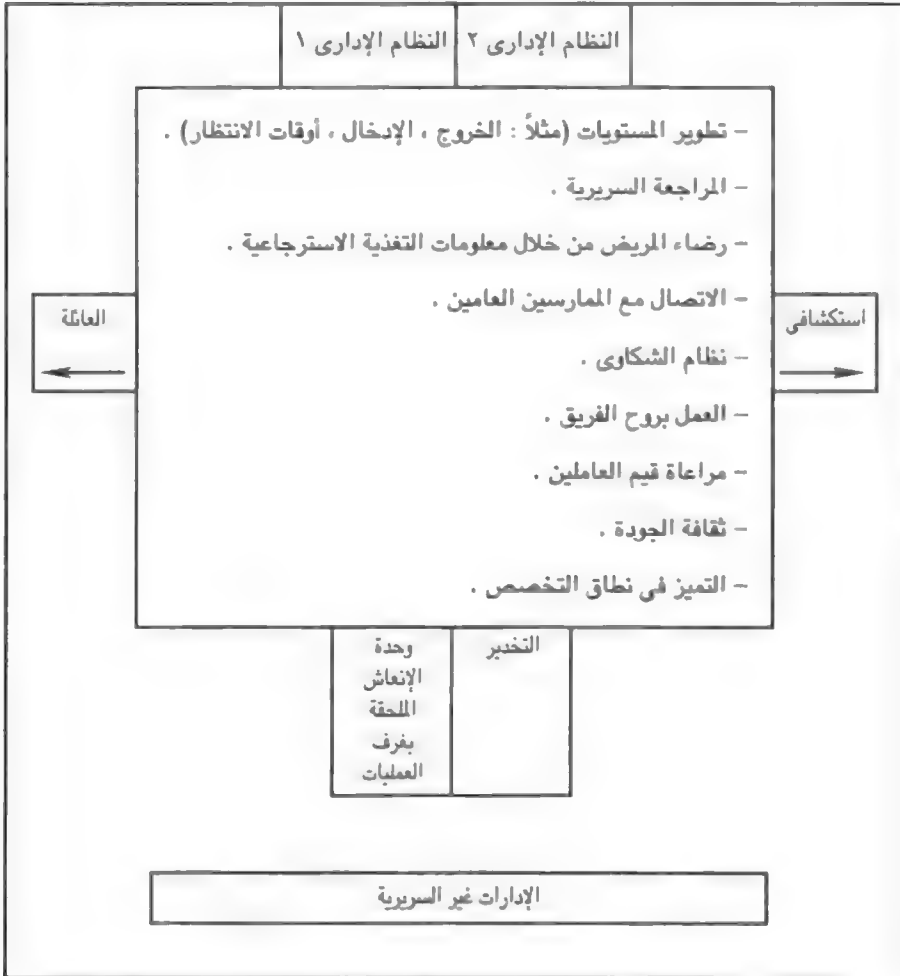 النظام الإدارى ١
النظام الإدارى ٢
– تطوير المستويات (مثلاً : الخروج ، الإدخال ، أوقات الانتظار) .
– المراجعة السريرية .
– رضاء المريض من خلال معلومات التغذية الاسترجاعية .
– الاتصال مع الممارسين العامين .
– نظام الشكاوى .
– العمل بروح الفريق .
– مراعاة قيم العاملين .
– ثقافة الجودة .
– التميز فى نطاق التخصص .
استكشافى
العائلة
التخدير
وحدة
الإنعاش
الملحقة
بغرف
العمليات
الإدارات غير السريرية